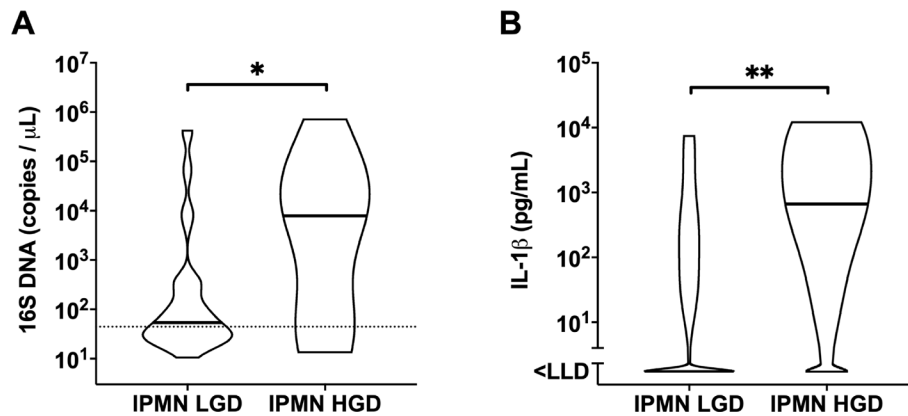 A
16S DNA (copies / μL)
10⁷
10⁶
10⁵
10⁴
10³
10²
10¹
*
IPMN LGD IPMN HGD
B
IL-1β (pg/mL)
10⁵
10⁴
10³
10²
10¹
<LLD
**
IPMN LGD IPMN HGD